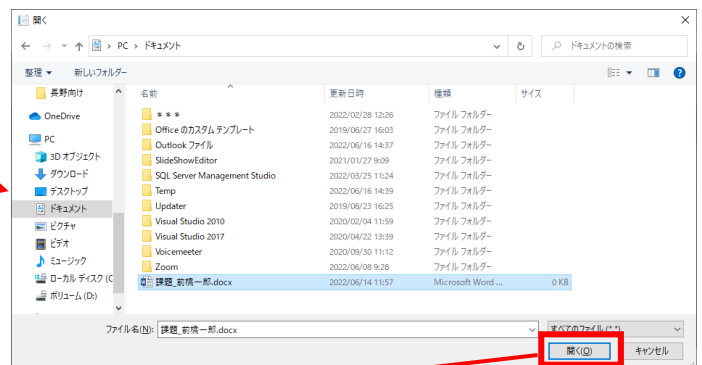 開く
PC › ドキュメント
ドキュメントの検索
整理 新しいフォルダー
長野向け
OneDrive
PC
3D オブジェクト
ダウンロード
デスクトップ
ドキュメント
ピクチャ
ビデオ
ミュージック
ローカル ディスク (C
ボリューム (D:)
名前 更新日時 種類 サイズ
* * * 2022/02/28 12:26 ファイル フォルダー
Office のカスタム テンプレート 2019/06/27 16:03 ファイル フォルダー
Outlook ファイル 2022/06/16 14:37 ファイル フォルダー
SlideShowEditor 2021/01/27 9:09 ファイル フォルダー
SQL Server Management Studio 2022/03/25 11:24 ファイル フォルダー
Temp 2022/06/16 14:39 ファイル フォルダー
Updater 2019/08/23 16:25 ファイル フォルダー
Visual Studio 2010 2020/02/04 11:59 ファイル フォルダー
Visual Studio 2017 2020/04/22 13:39 ファイル フォルダー
Voicemeeter 2020/09/30 11:12 ファイル フォルダー
Zoom 2022/06/08 9:28 ファイル フォルダー
課題_前橋一郎.docx 2022/06/14 11:57 Microsoft Word ... 0 KB
ファイル名(N): 課題_前橋一郎.docx すべてのファイル (*.*)
開く(O) キャンセル